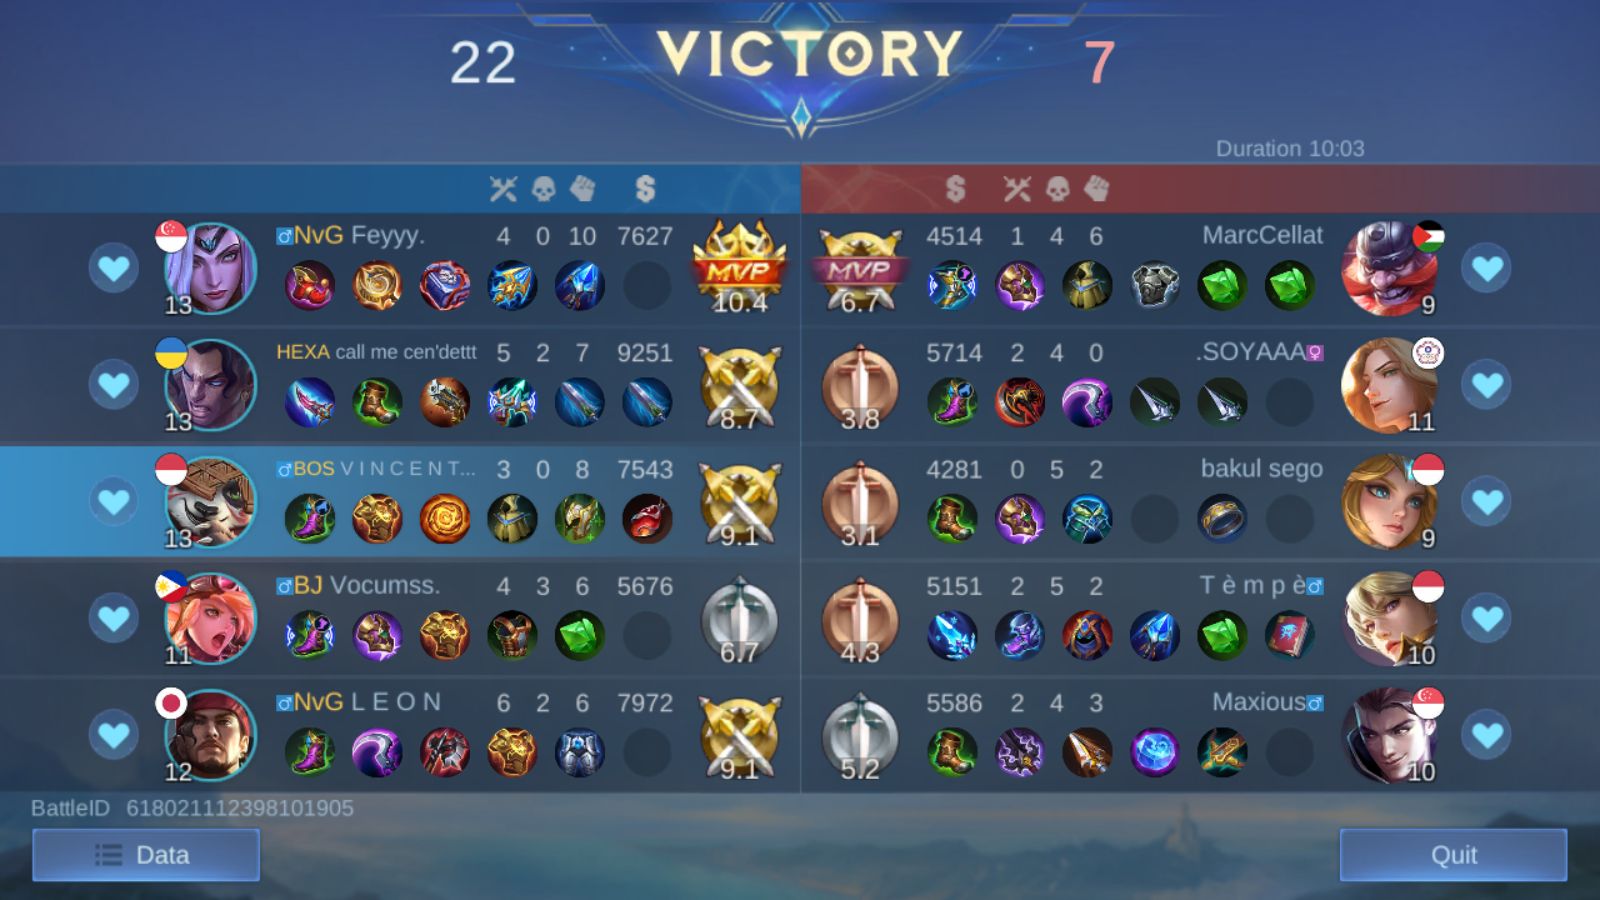 22 VICTORY 7
Duration 10:03
NvG Feyyy. 4 0 10 7627 MVP 10.4 13
MVP 6.7 4514 1 4 6 MarcCellat 9
HEXA call me cen'dettt 5 2 7 9251 8.7 13
3.8 5714 2 4 0 .SOYAAA 11
BOS V I N C E N T... 3 0 8 7543 9.1 13
3.1 4281 0 5 2 bakul sego 9
BJ Vocumss. 4 3 6 5676 6.7 11
4.3 5151 2 5 2 T è m p è 10
NvG L E O N 6 2 6 7972 9.1 12
5.2 5586 2 4 3 Maxious 10
BattleID 618021112398101905
Data
Quit